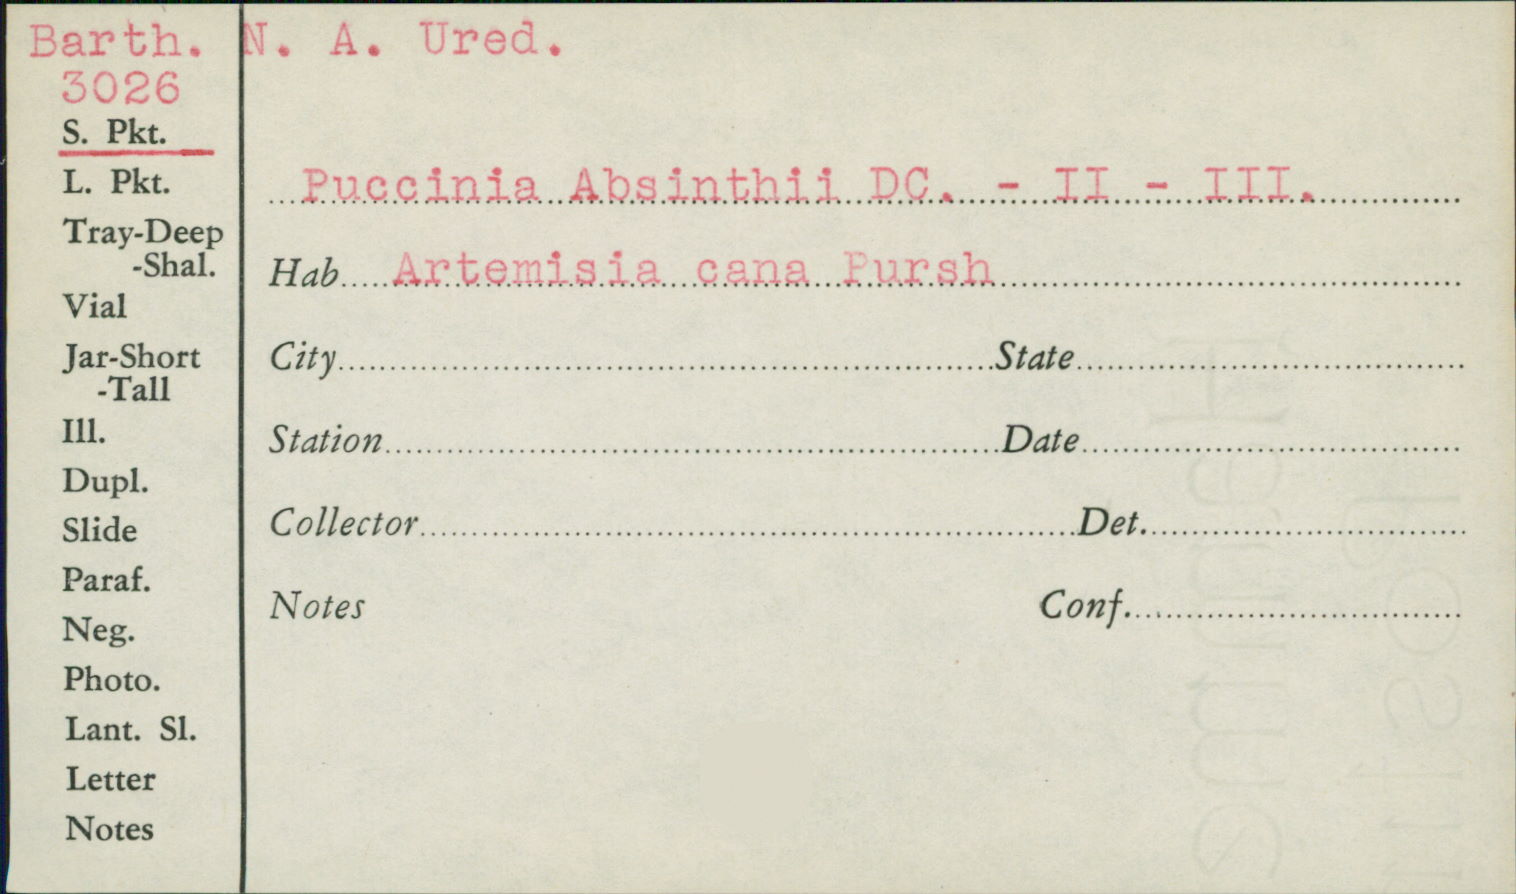 Barth. N. A. Ured.
3026
S. Pkt.
L. Pkt.
Tray-Deep
-Shal.
Vial
Jar-Short
-Tall
Ill.
Dupl.
Slide
Paraf.
Neg.
Photo.
Lant. Sl.
Letter
Notes
Puccinia Absinthii DC. - II - III.
Hab Artemisia cana Pursh
City State
Station Date
Collector Det.
Notes Conf.